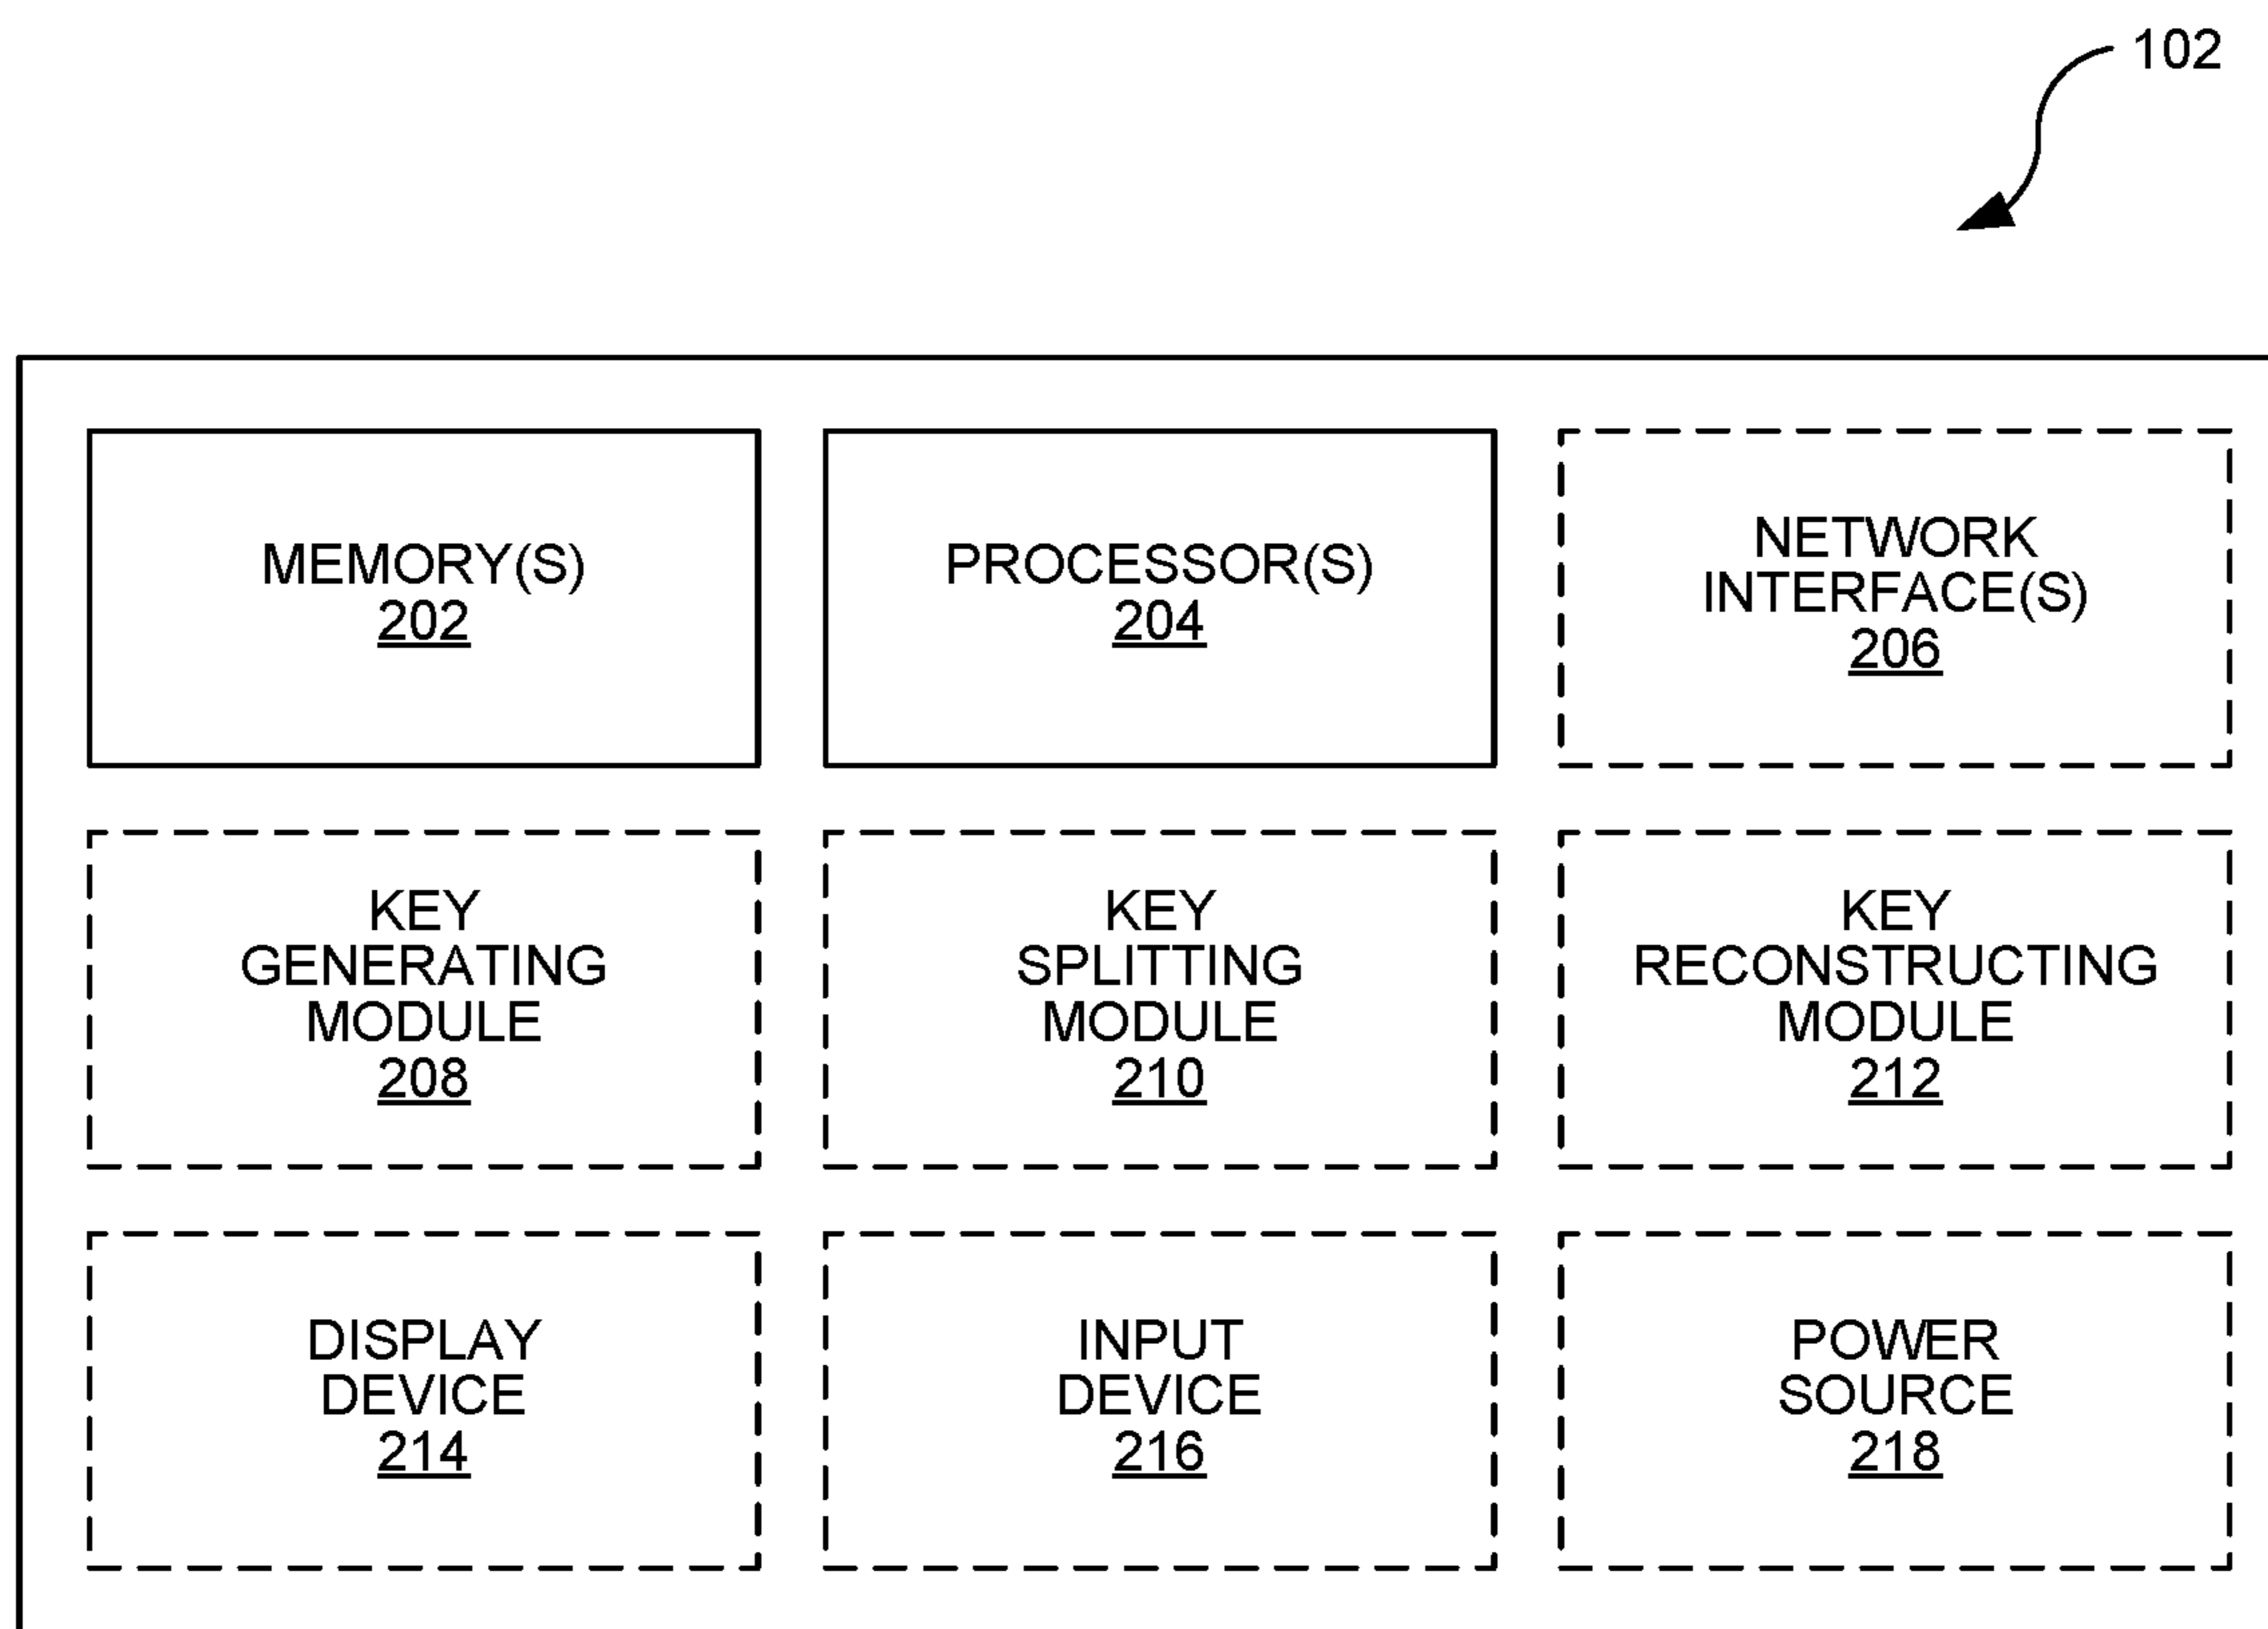 102
MEMORY(S)
202
PROCESSOR(S)
204
NETWORK
INTERFACE(S)
206
KEY
GENERATING
MODULE
208
KEY
SPLITTING
MODULE
210
KEY
RECONSTRUCTING
MODULE
212
DISPLAY
DEVICE
214
INPUT
DEVICE
216
POWER
SOURCE
218